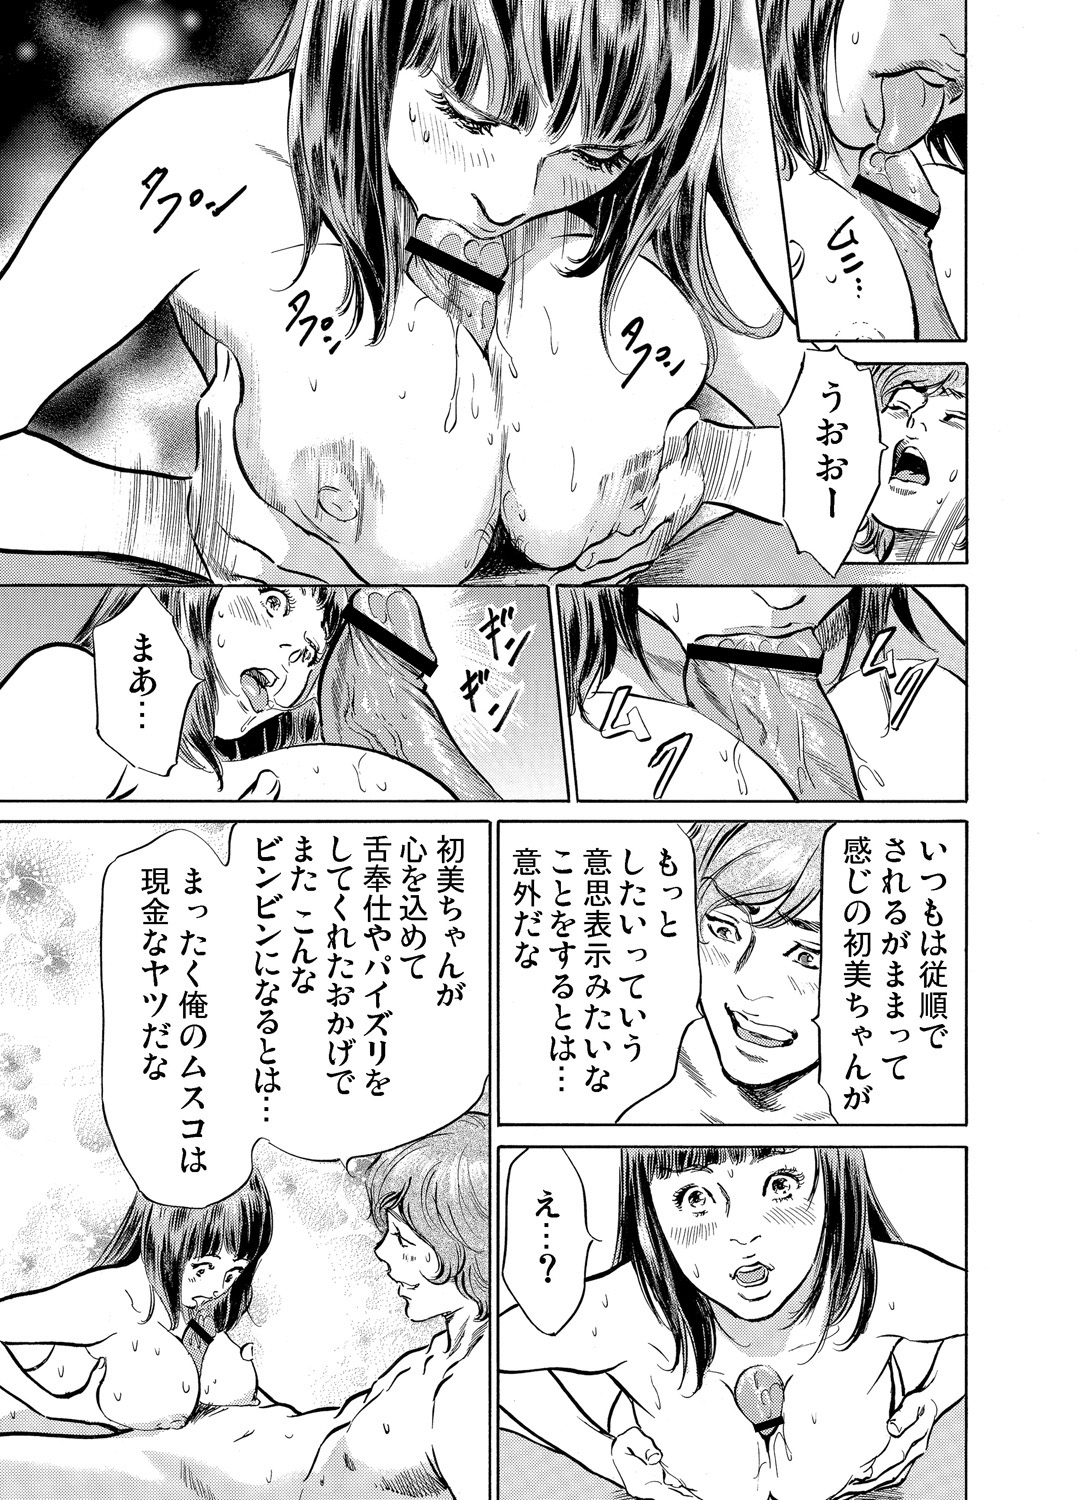 ムニ…
タプッ
タプッ
タプッ
うおおー
ムク
ムク
ギン
ギン
まあ…
いつもは従順で
されるがままって
感じの初美ちゃんが
もっと
したいっていう
意思表示みたいな
ことをするとは…
意外だな
え…?
初美ちゃんが
心を込めて
舌奉仕やパイズリを
してくれたおかげで
また こんな
ビンビンになるとは…
まったく俺のムスコは
現金なヤツだな